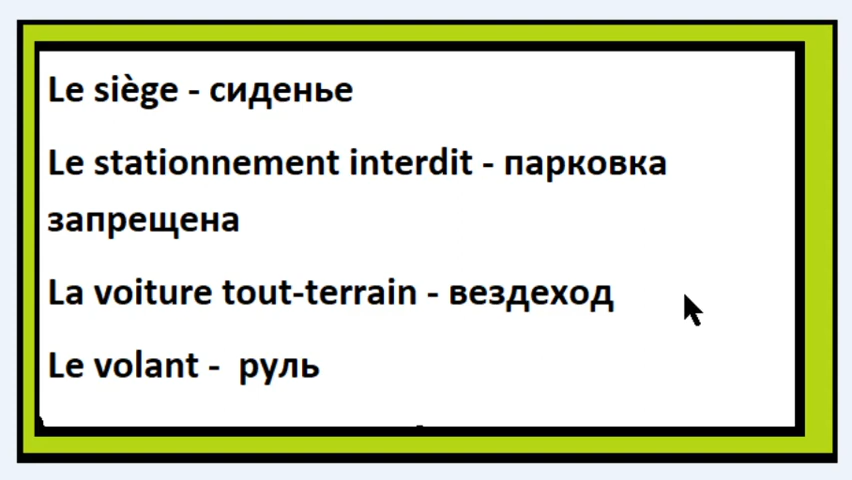 Le siège - сиденье
Le stationnement interdit - парковка
запрещена
La voiture tout-terrain - вездеход
Le volant -  руль